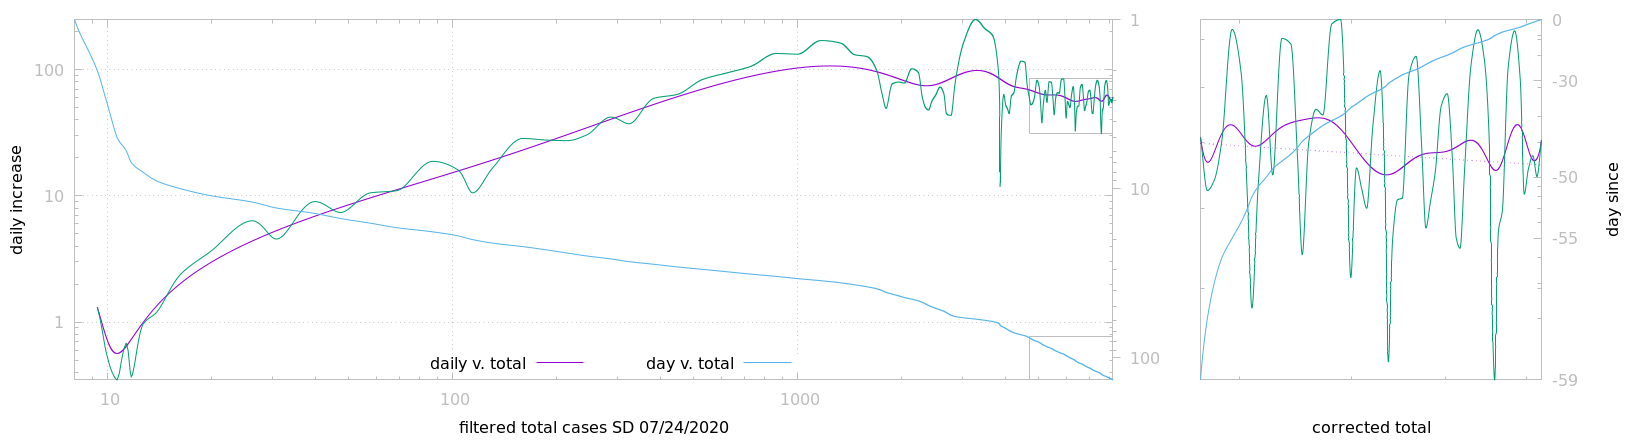 daily increase
100
10
1
daily v. total
day v. total
10
100
1000
filtered total cases SD 07/24/2020
1
10
100
0
-30
-50
-55
-59
day since
corrected total